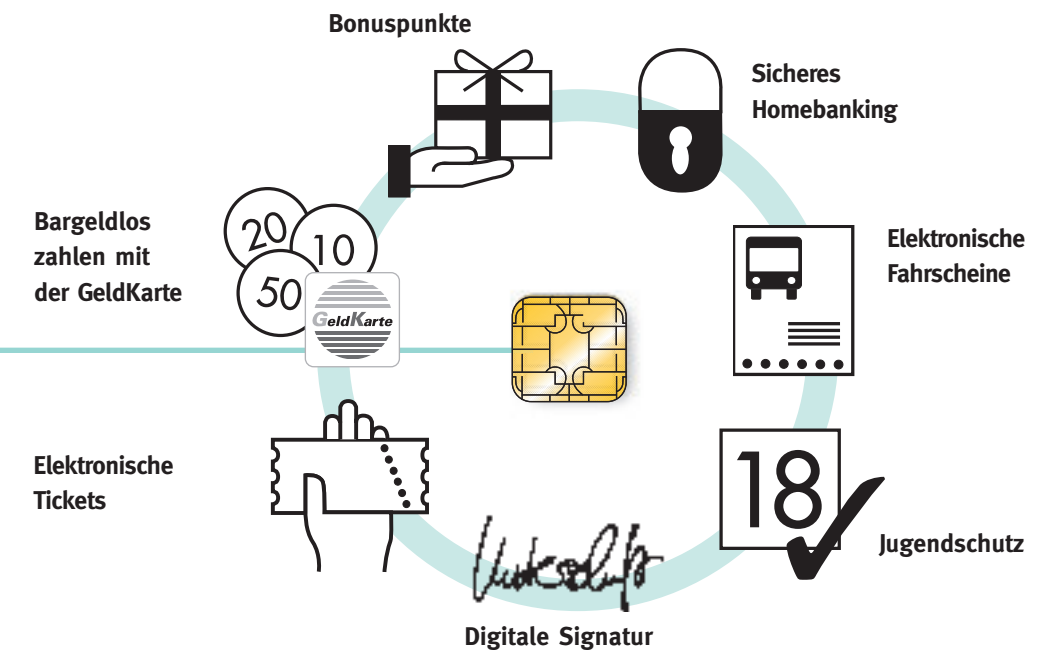 Bonuspunkte
Sicheres
Homebanking
Bargeldlos
zahlen mit
der GeldKarte
20
10
50
GeldKarte
Elektronische
Fahrscheine
Elektronische
Tickets
18
Jugendschutz
Unterschrift
Digitale Signatur